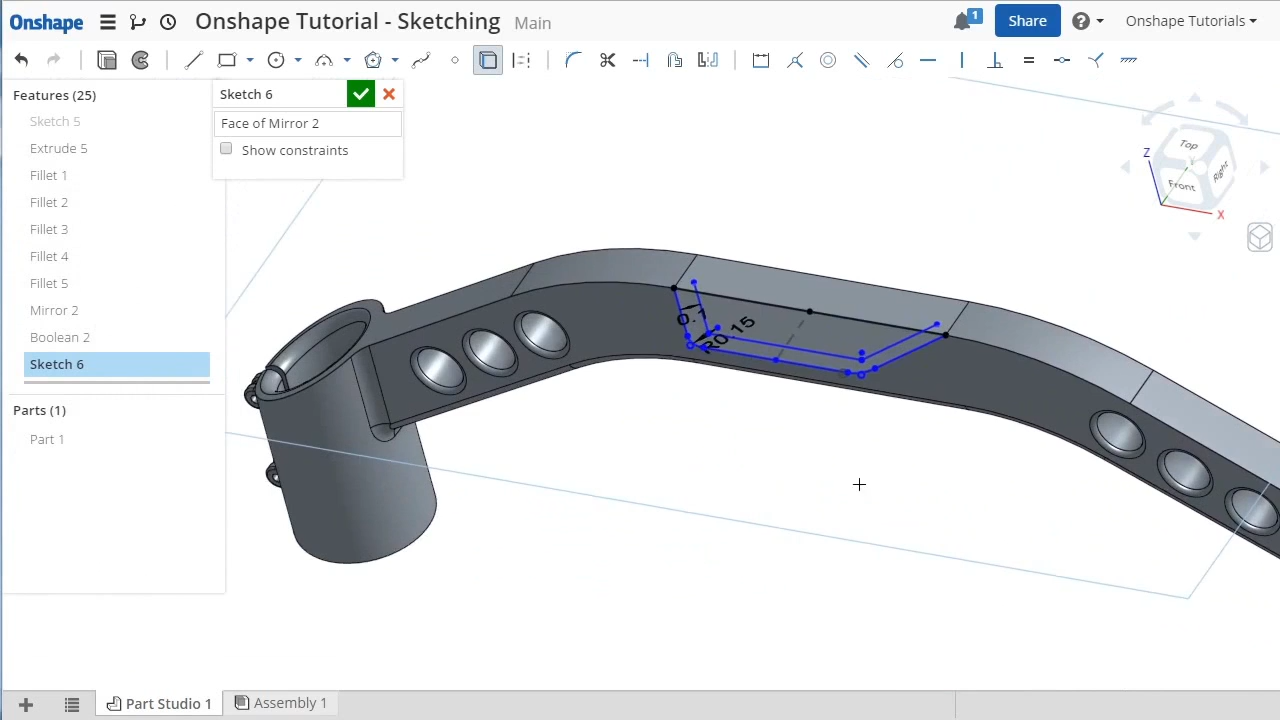 Onshape
Onshape Tutorial - Sketching Main
1
Share
?
Onshape Tutorials
Features (25)
Sketch 5
Extrude 5
Fillet 1
Fillet 2
Fillet 3
Fillet 4
Fillet 5
Mirror 2
Boolean 2
Sketch 6
Parts (1)
Part 1
Sketch 6
Face of Mirror 2
Show constraints
Top
Front
Right
Z
Y
X
0.1
R0.15
Part Studio 1
Assembly 1